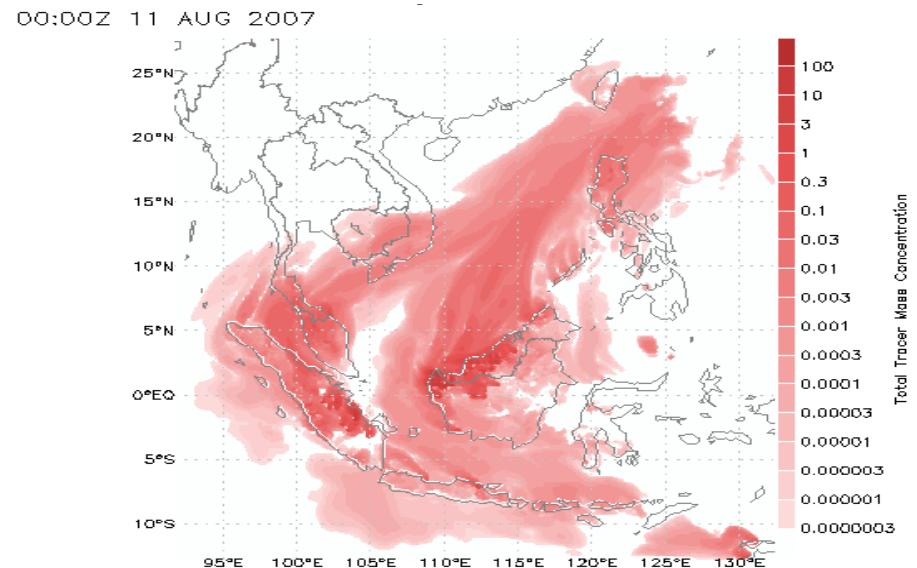 00:00Z 11 AUG 2007
25°N
20°N
15°N
10°N
5°N
0°EQ
5°S
10°S
95°E 100°E 105°E 110°E 115°E 120°E 125°E 130°E
100
10
3
1
0.3
0.1
0.03
0.01
0.003
0.001
0.0003
0.0001
0.00003
0.00001
0.000003
0.000001
0.0000003
Total Tracer Mass Concentration